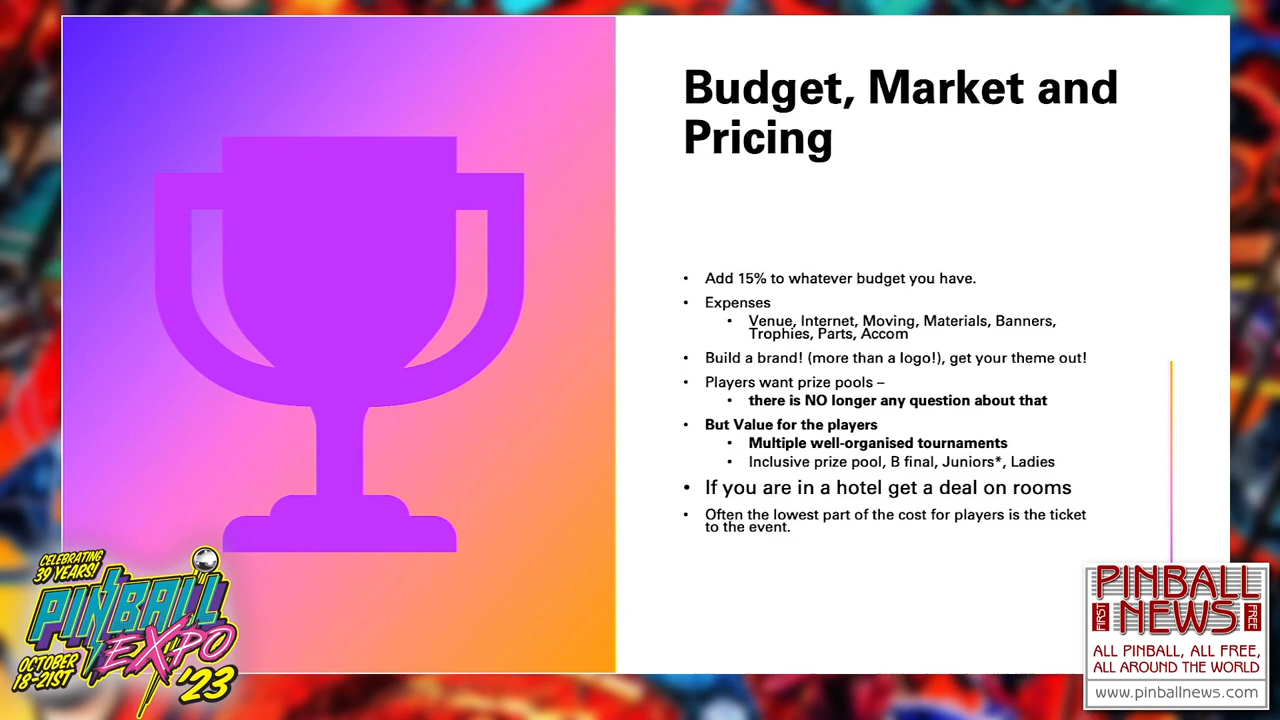 Budget, Market and
Pricing
• Add 15% to whatever budget you have.
• Expenses
• Venue, Internet, Moving, Materials, Banners,
Trophies, Parts, Accom
• Build a brand! (more than a logo!), get your theme out!
• Players want prize pools –
• there is NO longer any question about that
• But Value for the players
• Multiple well-organised tournaments
• Inclusive prize pool, B final, Juniors*, Ladies
• If you are in a hotel get a deal on rooms
• Often the lowest part of the cost for players is the ticket
to the event.
CELEBRATING
39 YEARS!
PINBALL
EXPO
OCTOBER
18-21ST
'23
PINBALL
FIRST NEWS FREE
ALL PINBALL, ALL FREE,
ALL AROUND THE WORLD
www.pinballnews.com